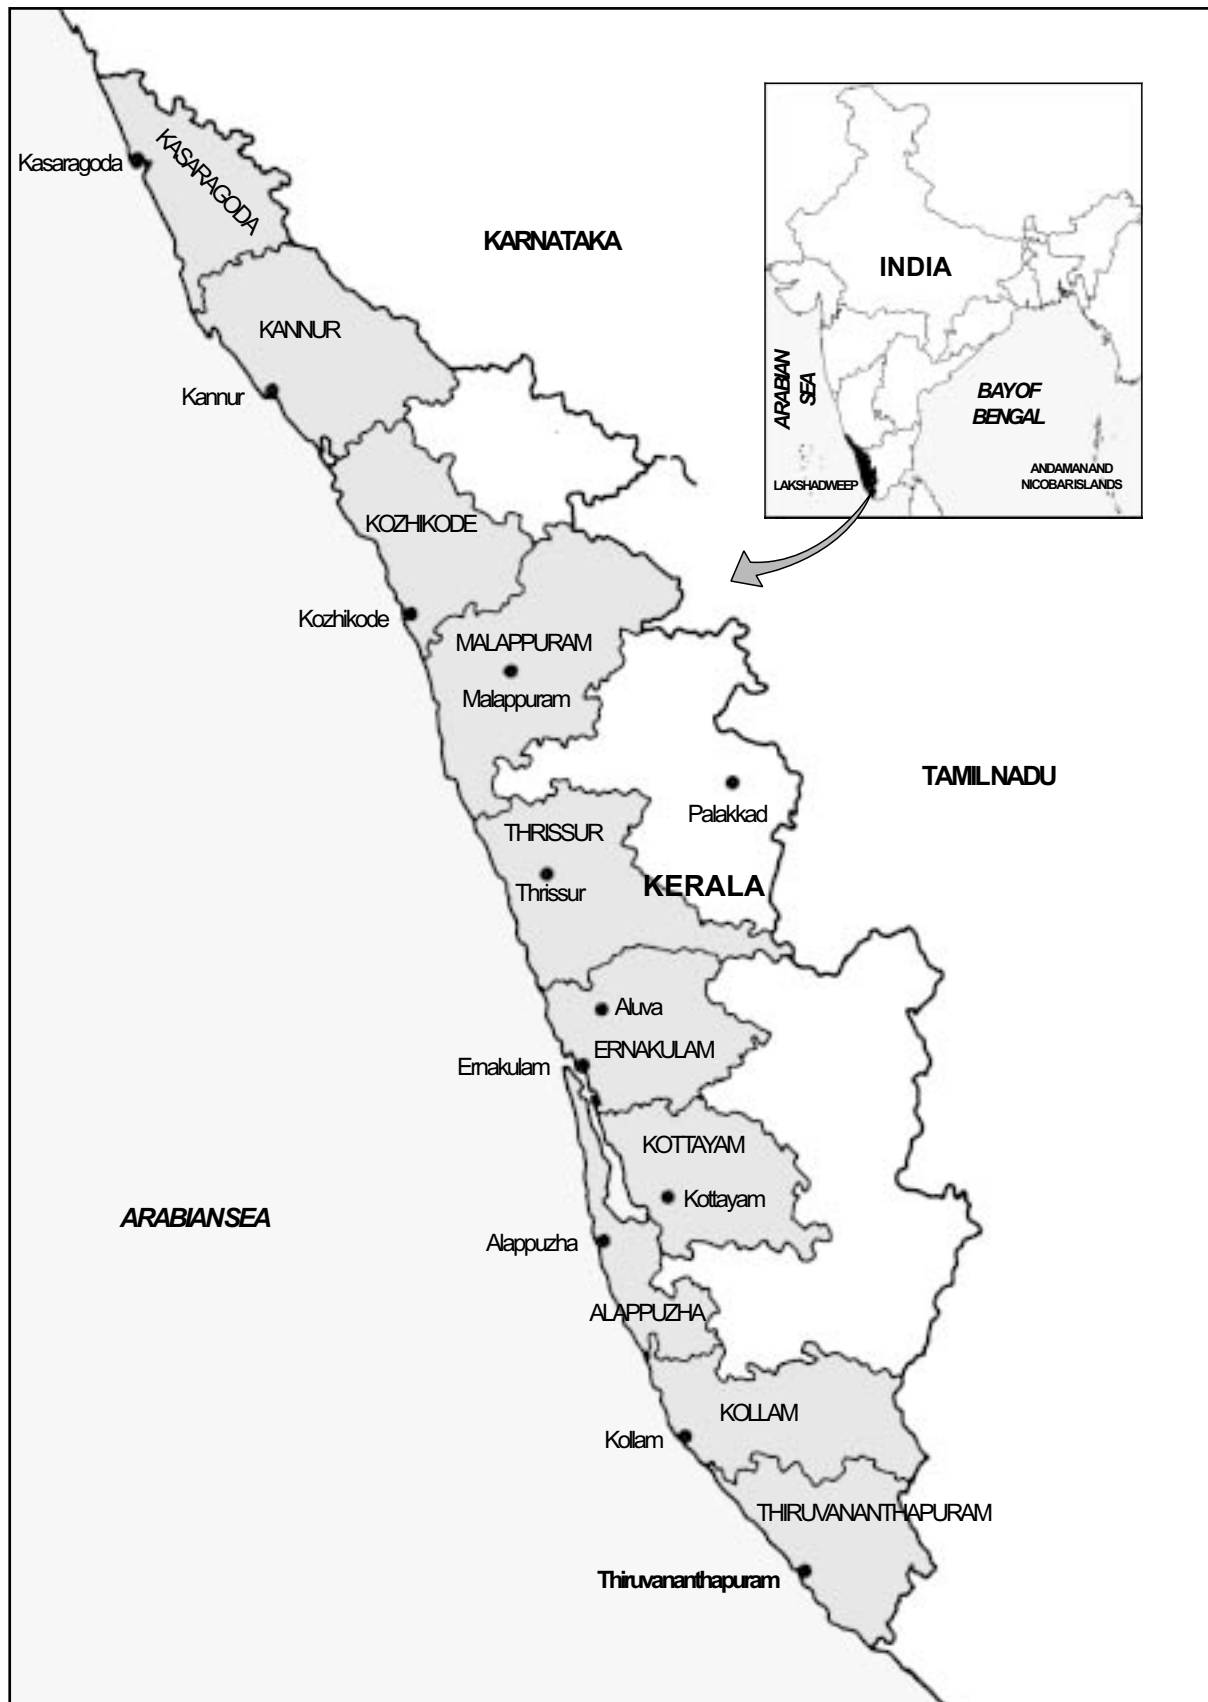 Kasaragoda
KASARAGODA
KARNATAKA
INDIA
ARABIAN
SEA
BAYOF
BENGAL
LAKSHADWEEP
ANDAMANAND
NICOBARISLANDS
KANNUR
Kannur
KOZHIKODE
Kozhikode
MALAPPURAM
Malappuram
TAMILNADU
Palakkad
THRISSUR
Thrissur
KERALA
Aluva
ERNAKULAM
Ernakulam
KOTTAYAM
Kottayam
ARABIANSEA
Alappuzha
ALAPPUZHA
KOLLAM
Kollam
THIRUVANANTHAPURAM
Thiruvananthapuram